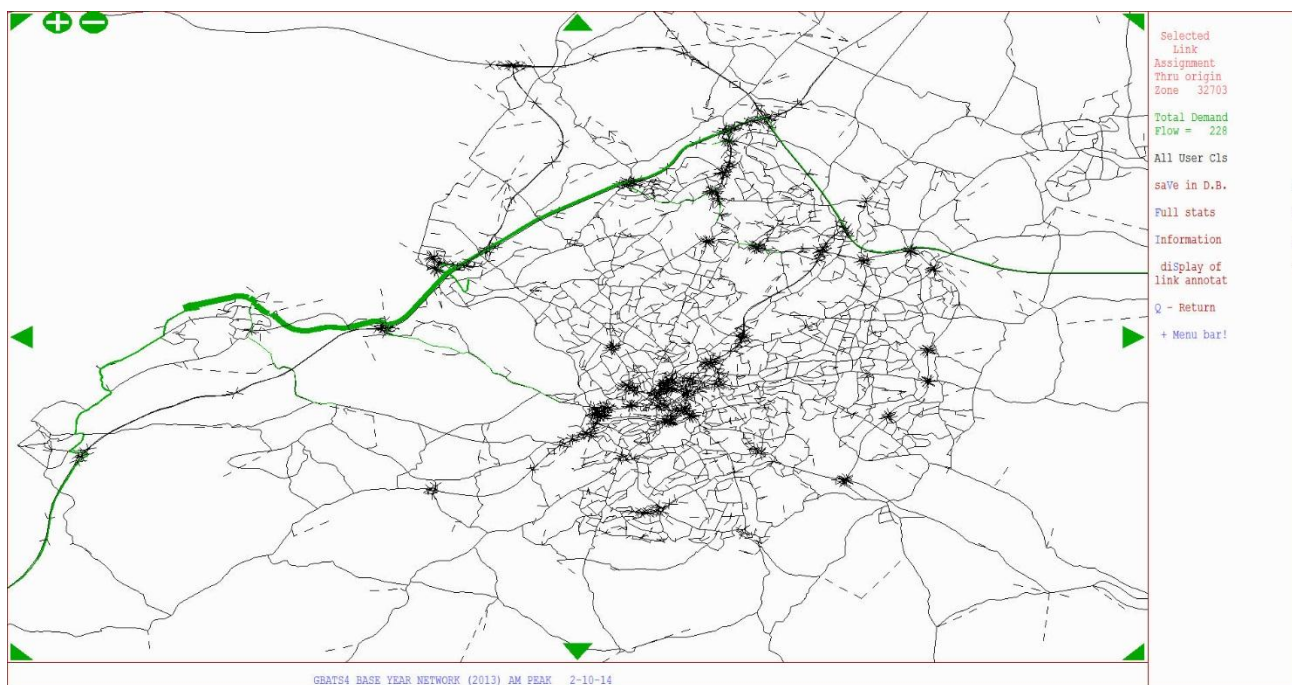 Selected
Link
Assignment
Thru origin
Zone 32703
Total Demand
Flow = 228
All User Cls
saVe in D.B.
Full stats
Information
diSplay of
link annotat
Q - Return
+ Menu bar!
GBATS4 BASE YEAR NETWORK (2013) AM PEAK 2-10-14